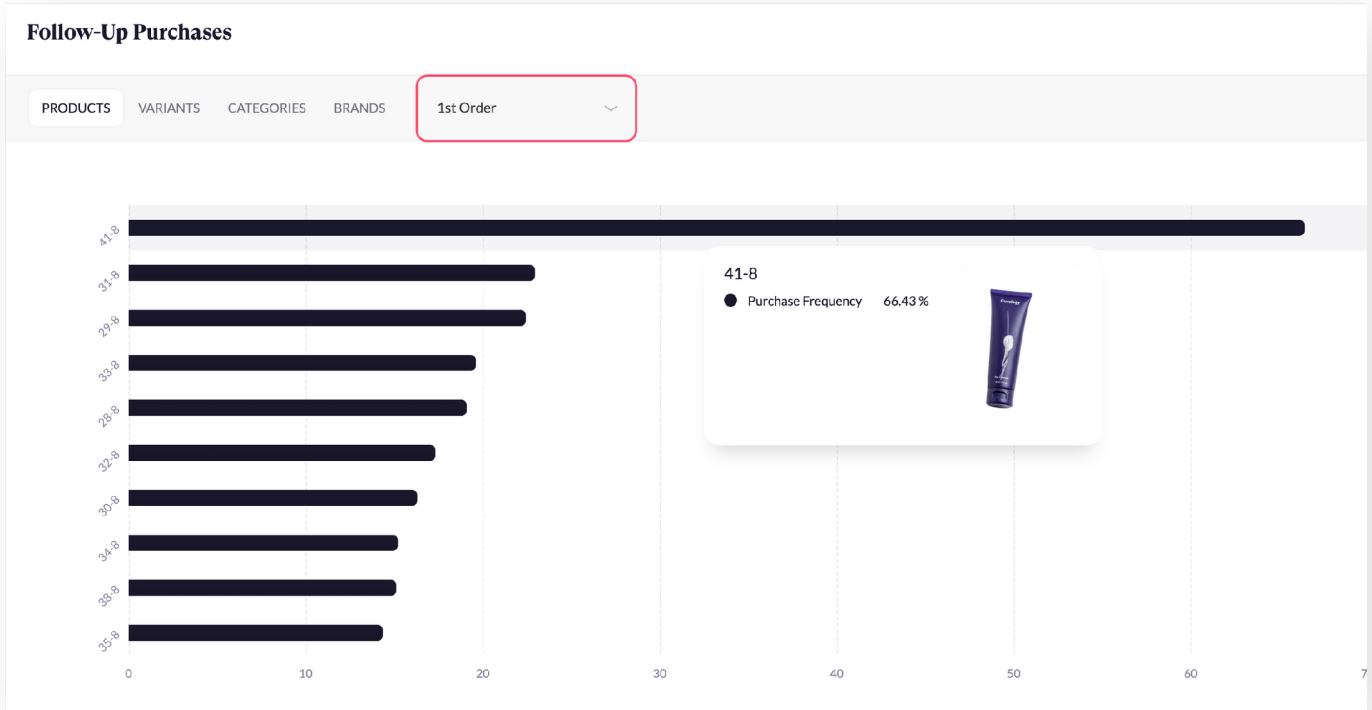 Follow-Up Purchases
PRODUCTS VARIANTS CATEGORIES BRANDS 1st Order
41-8
31-8
29-8
33-8
28-8
32-8
30-8
34-8
38-8
35-8
41-8
Purchase Frequency 66.43 %
0 10 20 30 40 50 60 7